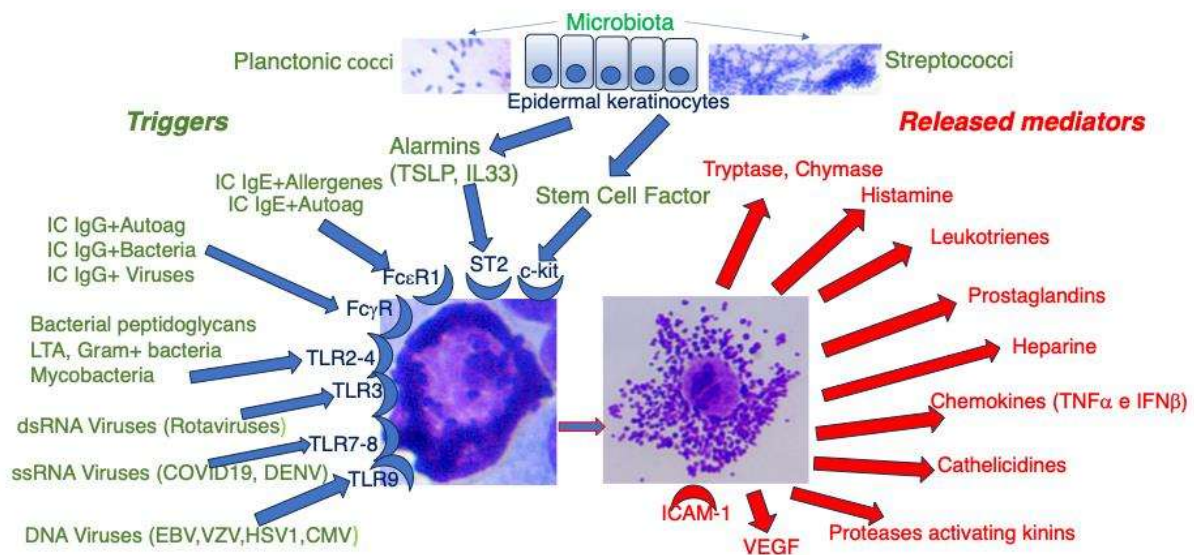 Microbiota
Planctonic cocci
Streptococci
Epidermal keratinocytes
Triggers
Released mediators
Alarmins
(TSLP, IL33)
Stem Cell Factor
Tryptase, Chymase
Histamine
Leukotrienes
Prostaglandins
Heparine
Chemokines (TNFα e IFNβ)
Cathelicidines
Proteases activating kinins
VEGF
ICAM-1
IC IgE+Allergenes
IC IgE+Autoag
IC IgG+Autoag
IC IgG+Bacteria
IC IgG+ Viruses
Bacterial peptidoglycans
LTA, Gram+ bacteria
Mycobacteria
dsRNA Viruses (Rotaviruses)
ssRNA Viruses (COVID19, DENV)
DNA Viruses (EBV,VZV,HSV1,CMV)
FcεR1
ST2
c-kit
FcγR
TLR2-4
TLR3
TLR7-8
TLR9